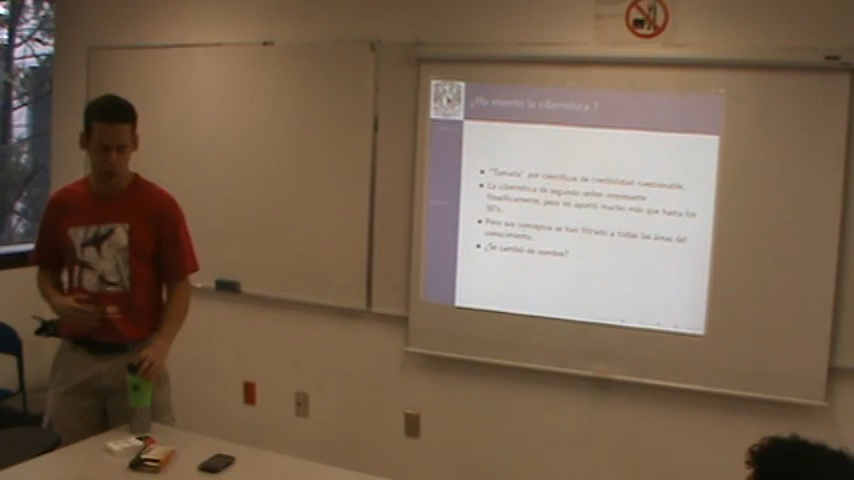 ¿Ha muerto la cibernética ?
"Tomada" por científicos de credibilidad cuestionable.
La cibernética de segundo orden interesante
filosóficamente, pero no aportó mucho más que hasta los
50's.
Pero sus conceptos se han filtrado a todas las áreas del
conocimiento.
¿Se cambió de nombre?